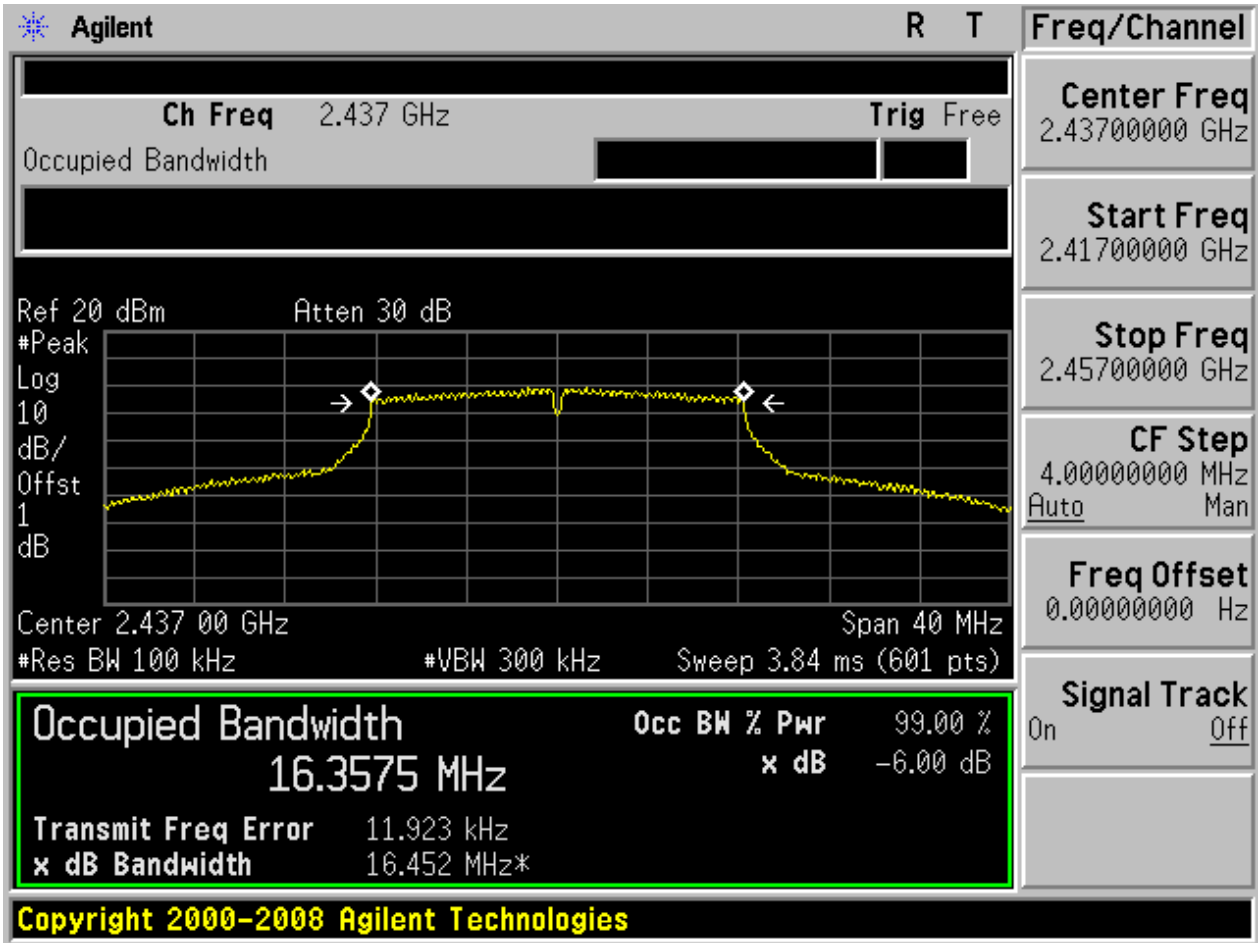 Agilent R T
Ch Freq 2.437 GHz Trig Free
Occupied Bandwidth
Ref 20 dBm Atten 30 dB
#Peak
Log
10
dB/
Offst
1
dB
Center 2.437 00 GHz Span 40 MHz
#Res BW 100 kHz #VBW 300 kHz Sweep 3.84 ms (601 pts)
Occupied Bandwidth
16.3575 MHz
Occ BW % Pwr 99.00 %
x dB -6.00 dB
Transmit Freq Error 11.923 kHz
x dB Bandwidth 16.452 MHz*
Copyright 2000-2008 Agilent Technologies
Freq/Channel
Center Freq
2.43700000 GHz
Start Freq
2.41700000 GHz
Stop Freq
2.45700000 GHz
CF Step
4.00000000 MHz
Auto Man
Freq Offset
0.00000000 Hz
Signal Track
On Off